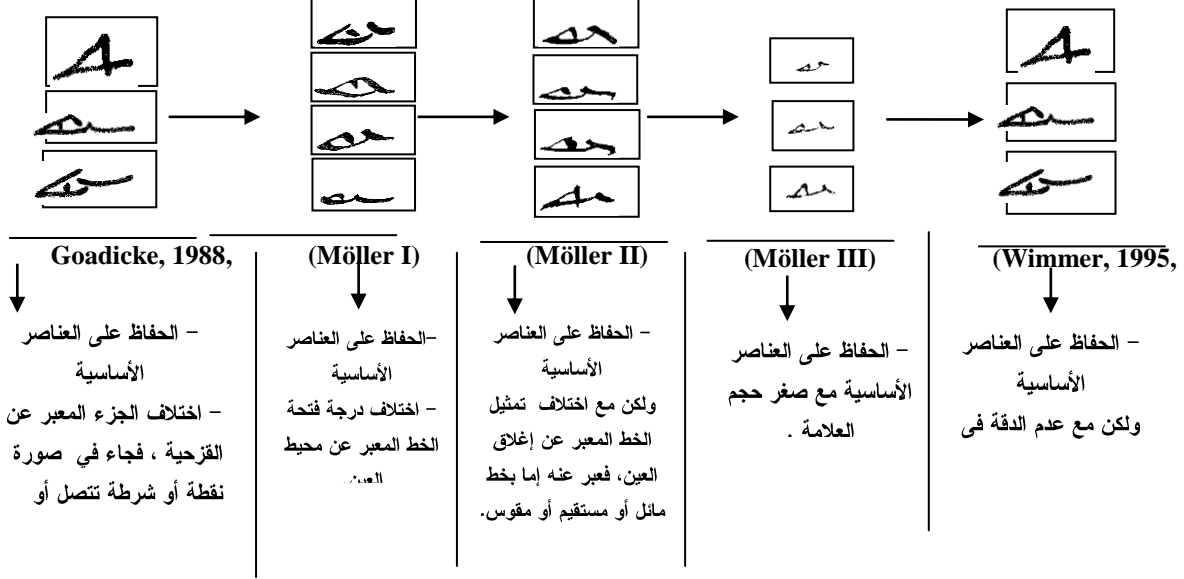 Goadicke, 1988,
(Möller I)
(Möller II)
(Möller III)
(Wimmer, 1995,
– الحفاظ على العناصر
الأساسية
– اختلاف الجزء المعبر عن
القزحية ، فجاء في صورة
نقطة أو شرطة تتصل أو
–الحفاظ على العناصر
الأساسية
– اختلاف درجة فتحة
الخط المعبر عن محيط
العين.
– الحفاظ على العناصر
الأساسية
ولكن مع اختلاف تمثيل
الخط المعبر عن إغلاق
العين، فعبر عنه إما بخط
مائل أو مستقيم أو مقوس.
– الحفاظ على العناصر
الأساسية مع صغر حجم
العلامة .
– الحفاظ على العناصر
الأساسية
ولكن مع عدم الدقة فى